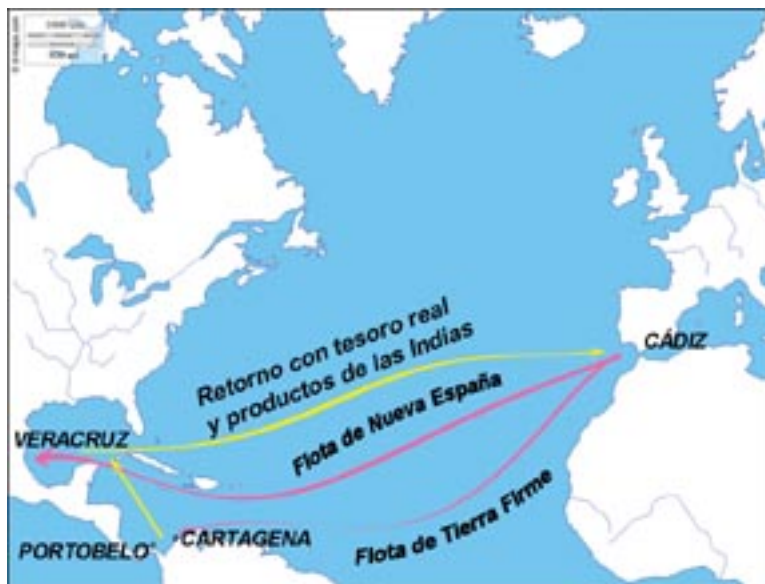 Retorno con tesoro real
y productos de las Indias
CÁDIZ
Flota de Nueva España
VERACRUZ
Flota de Tierra Firme
CARTAGENA
PORTOBELO